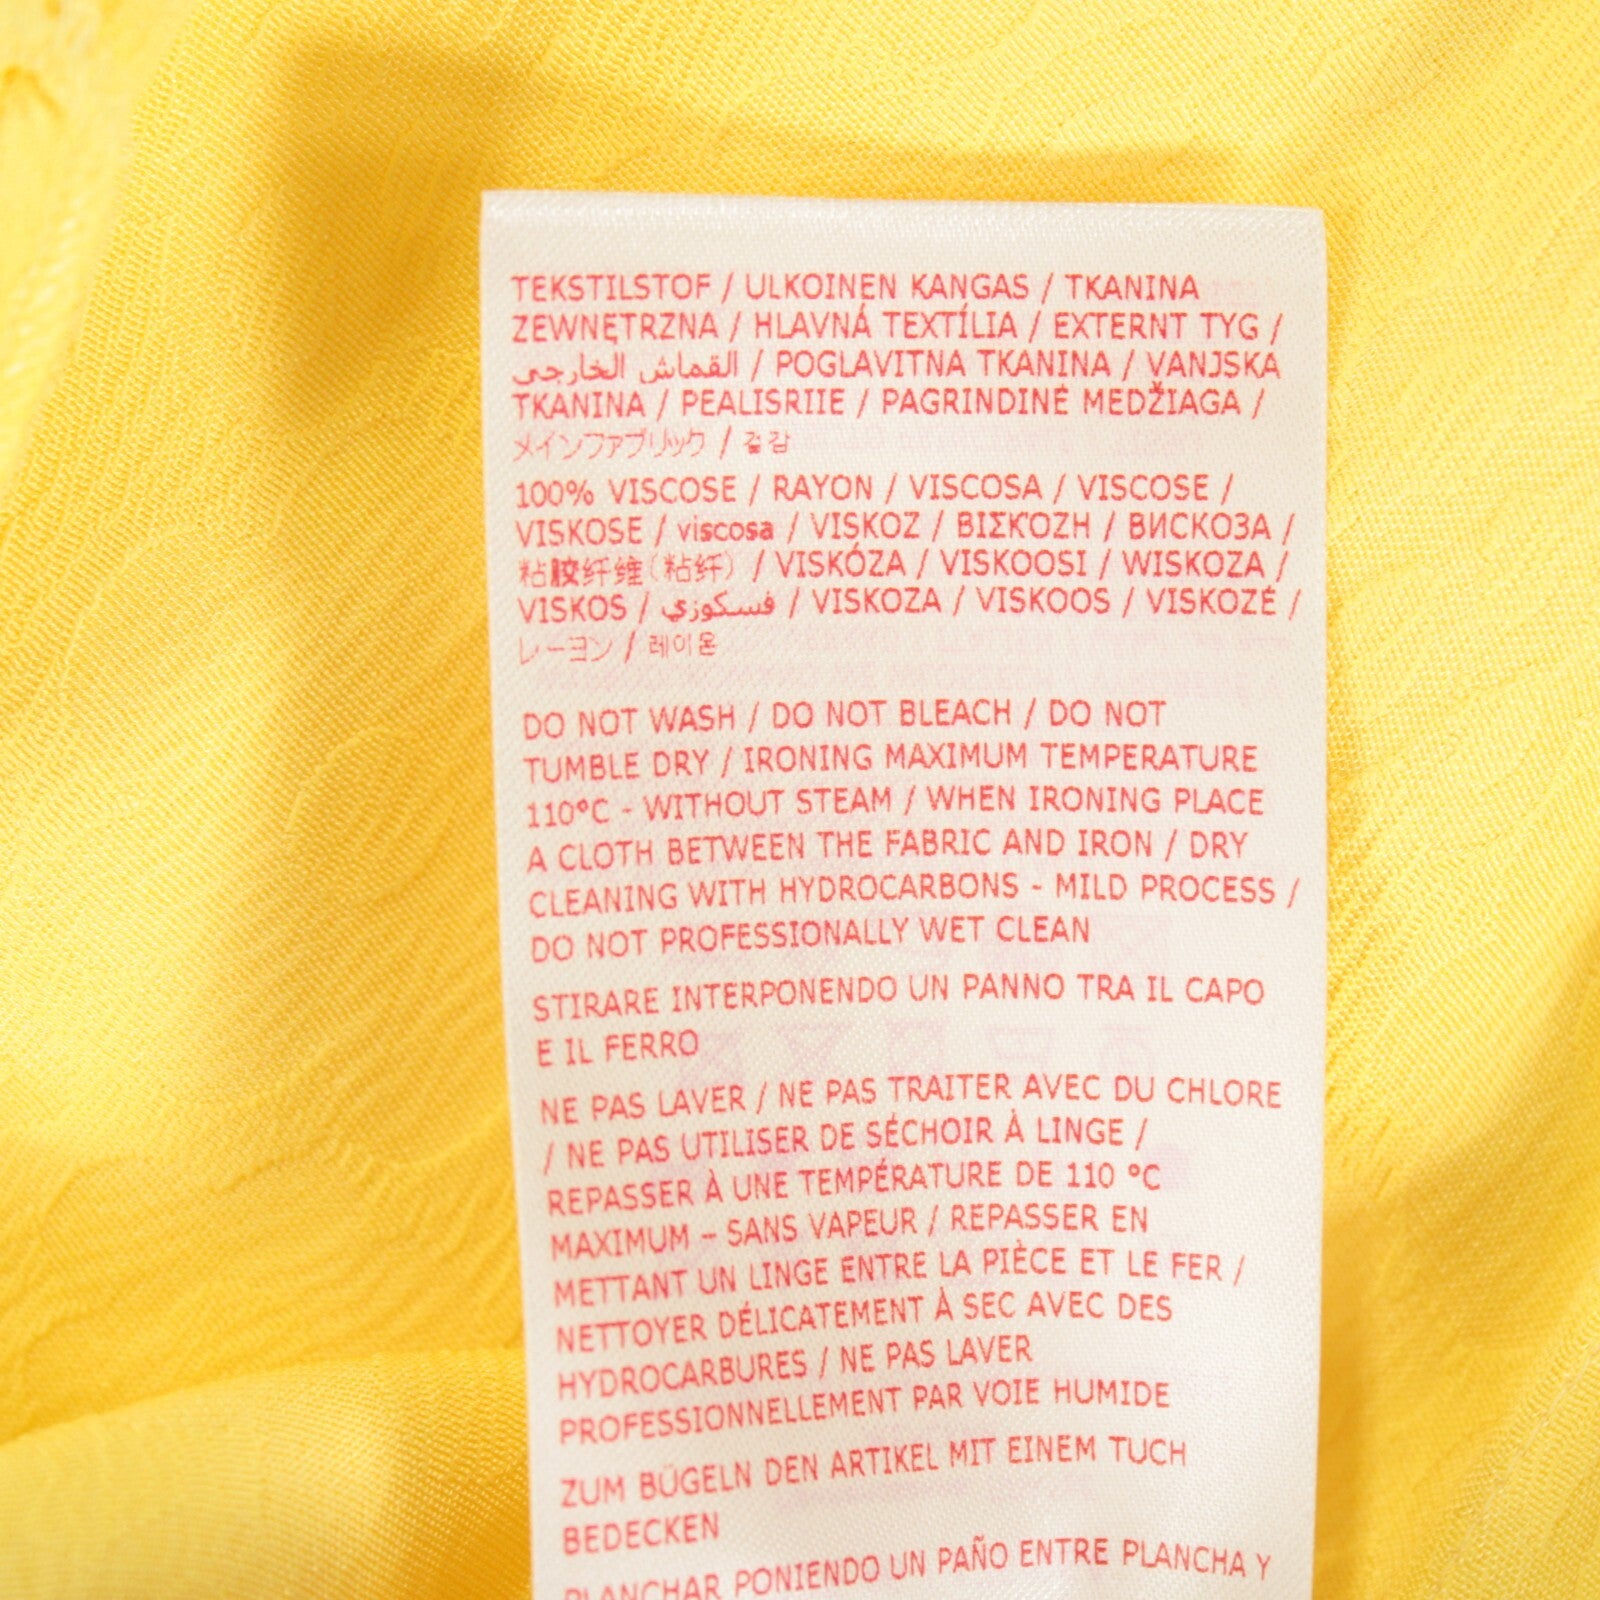 TEKSTILSTOF / ULKOINEN KANGAS / TKANINA
ZEWNĘTRZNA / HLAVNÁ TEXTÍLIA / EXTERNT TYG /
القماش الخارجي / POGLAVITNA TKANINA / VANJSKA
TKANINA / PEALISRIIE / PAGRINDINĖ MEDŽIAGA /
メインファブリック / 겉감
100% VISCOSE / RAYON / VISCOSA / VISCOSE /
VISKOSE / viscosa / VISKOZ / ΒΙΣΚΌΖΗ / ВИСКОЗА /
粘胶纤维(粘纤) / VISKÓZA / VISKOOSI / WISKOZA /
VISKOS / فسكوزي / VISKOZA / VISKOOS / VISKOZĖ /
レーヨン / 레이온
DO NOT WASH / DO NOT BLEACH / DO NOT
TUMBLE DRY / IRONING MAXIMUM TEMPERATURE
110°C - WITHOUT STEAM / WHEN IRONING PLACE
A CLOTH BETWEEN THE FABRIC AND IRON / DRY
CLEANING WITH HYDROCARBONS - MILD PROCESS /
DO NOT PROFESSIONALLY WET CLEAN
STIRARE INTERPONENDO UN PANNO TRA IL CAPO
E IL FERRO
NE PAS LAVER / NE PAS TRAITER AVEC DU CHLORE
/ NE PAS UTILISER DE SÉCHOIR À LINGE /
REPASSER À UNE TEMPÉRATURE DE 110 °C
MAXIMUM – SANS VAPEUR / REPASSER EN
METTANT UN LINGE ENTRE LA PIÈCE ET LE FER /
NETTOYER DÉLICATEMENT À SEC AVEC DES
HYDROCARBURES / NE PAS LAVER
PROFESSIONNELLEMENT PAR VOIE HUMIDE
ZUM BÜGELN DEN ARTIKEL MIT EINEM TUCH
BEDECKEN
PLANCHAR PONIENDO UN PAÑO ENTRE PLANCHA Y